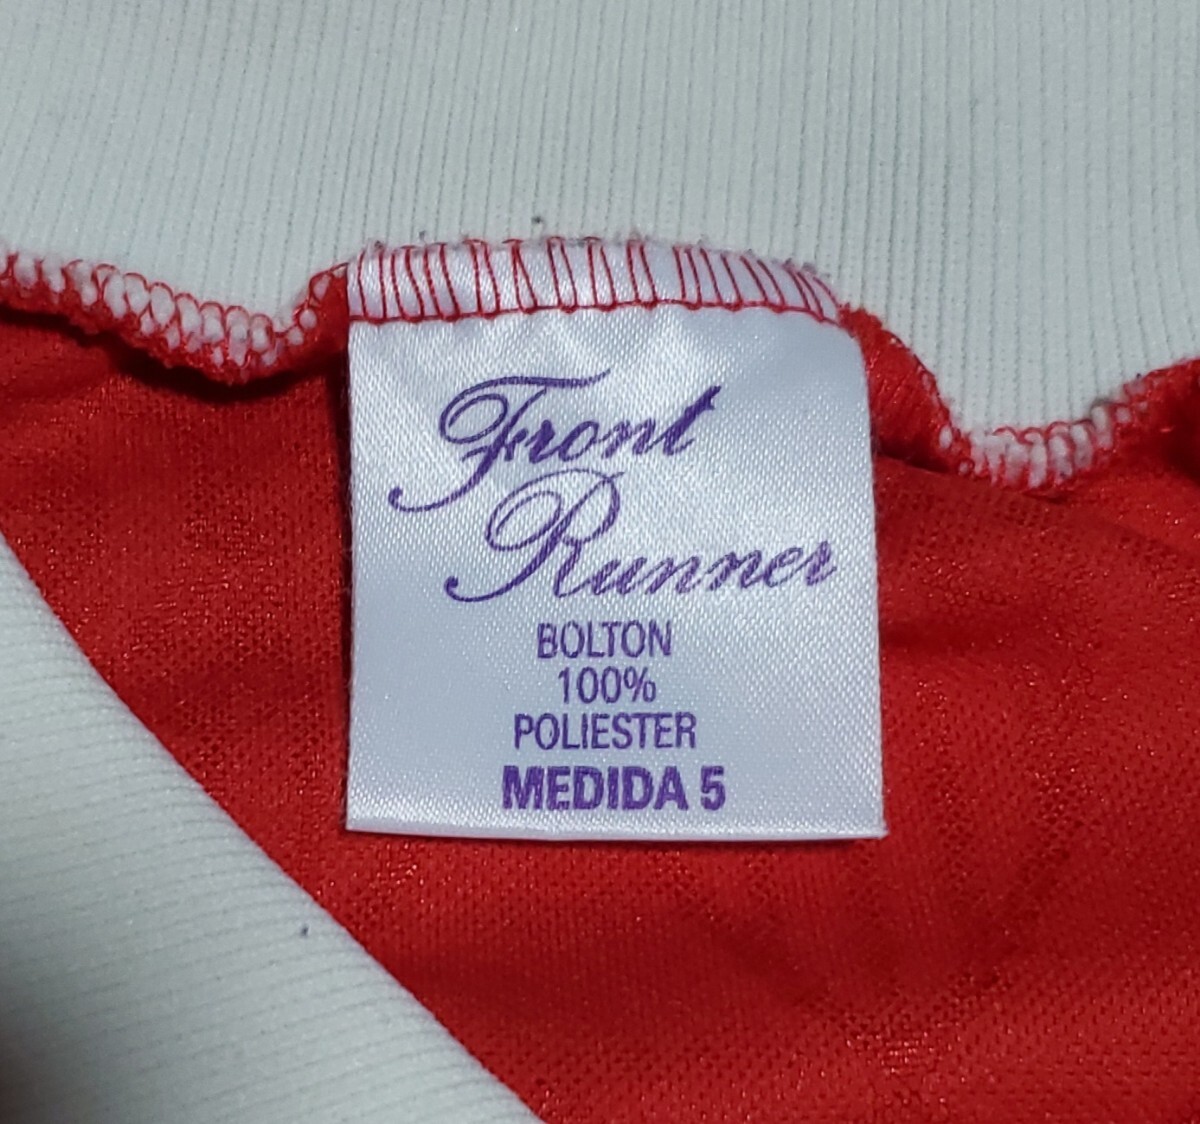 Front
Runner
BOLTON
100%
POLIESTER
MEDIDA 5